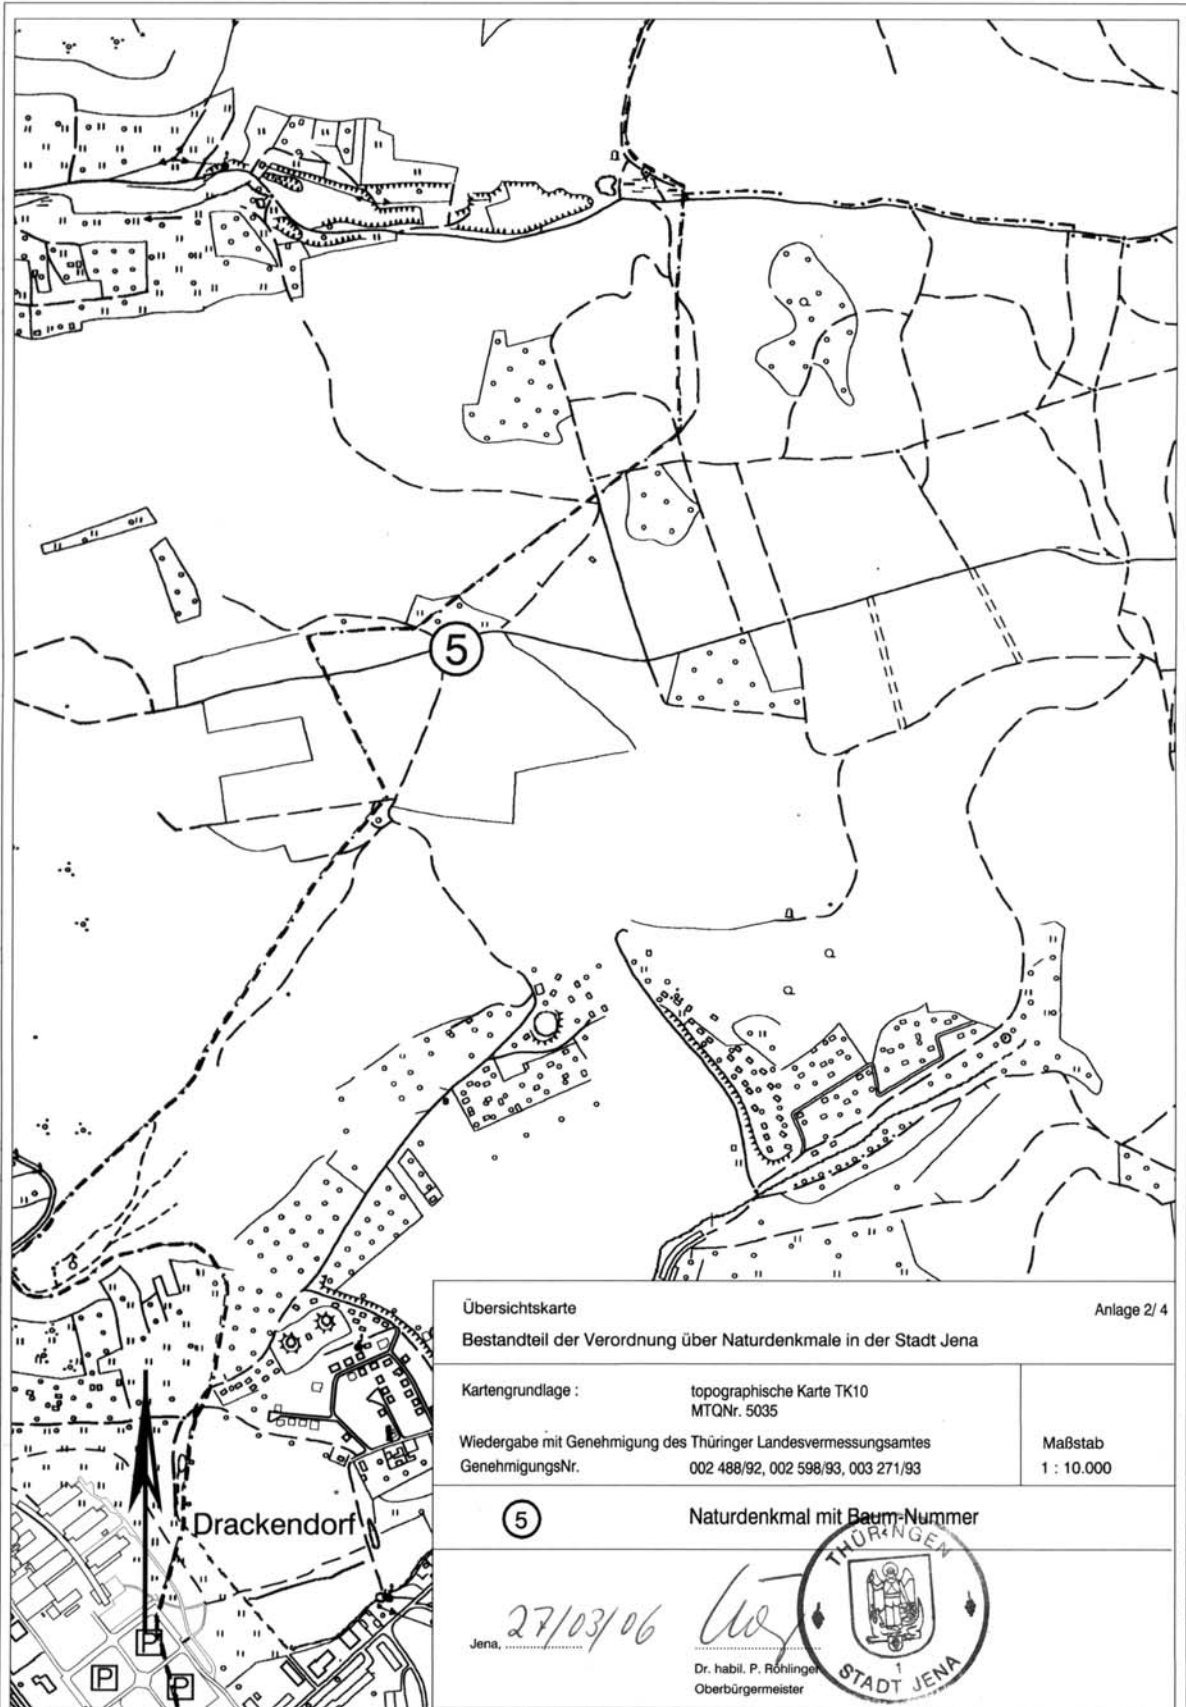 5
Drackendorf
P
P
P
Übersichtskarte
Anlage 2/ 4
Bestandteil der Verordnung über Naturdenkmale in der Stadt Jena
Kartengrundlage :
topographische Karte TK10
MTQNr. 5035
Wiedergabe mit Genehmigung des Thüringer Landesvermessungsamtes
GenehmigungsNr.
002 488/92, 002 598/93, 003 271/93
Maßstab
1 : 10.000
5
Naturdenkmal mit Baum-Nummer
Jena, 27/03/06
Dr. habil. P. Röhlinger
Oberbürgermeister
THÜRINGEN
1
STADT JENA